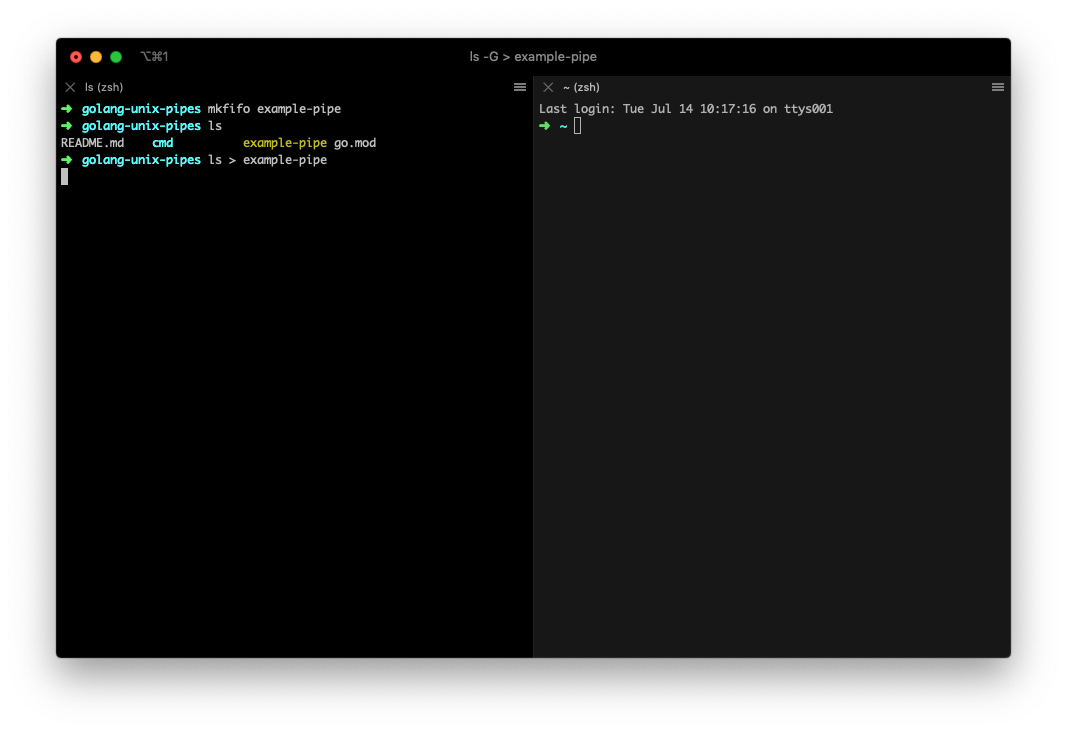 ⌥⌘1 ls -G > example-pipe
ls (zsh)
➜ golang-unix-pipes mkfifo example-pipe
➜ golang-unix-pipes ls
README.md cmd example-pipe go.mod
➜ golang-unix-pipes ls > example-pipe
~ (zsh)
Last login: Tue Jul 14 10:17:16 on ttys001
➜ ~